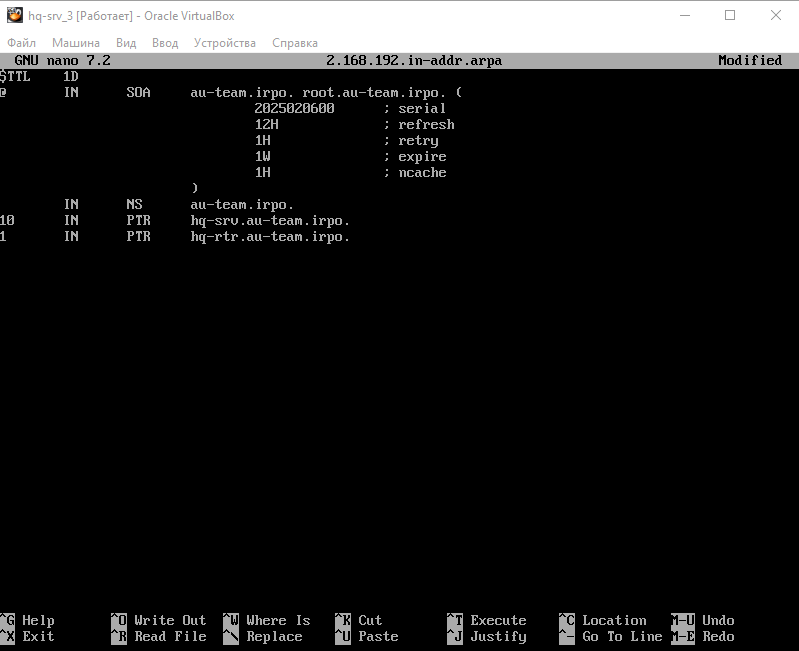 hq-srv_3 [Работает] - Oracle VirtualBox
Файл Машина Вид Ввод Устройства Справка
GNU nano 7.2 2.168.192.in-addr.arpa Modified
$TTL 1D
@ IN SOA au-team.irpo. root.au-team.irpo. (
2025020600 ; serial
12H ; refresh
1H ; retry
1W ; expire
1H ; ncache
)
IN NS au-team.irpo.
10 IN PTR hq-srv.au-team.irpo.
1 IN PTR hq-rtr.au-team.irpo.
^G Help ^O Write Out ^W Where Is ^K Cut ^T Execute ^C Location M-U Undo
^X Exit ^R Read File ^\ Replace ^U Paste ^J Justify ^- Go To Line M-E Redo